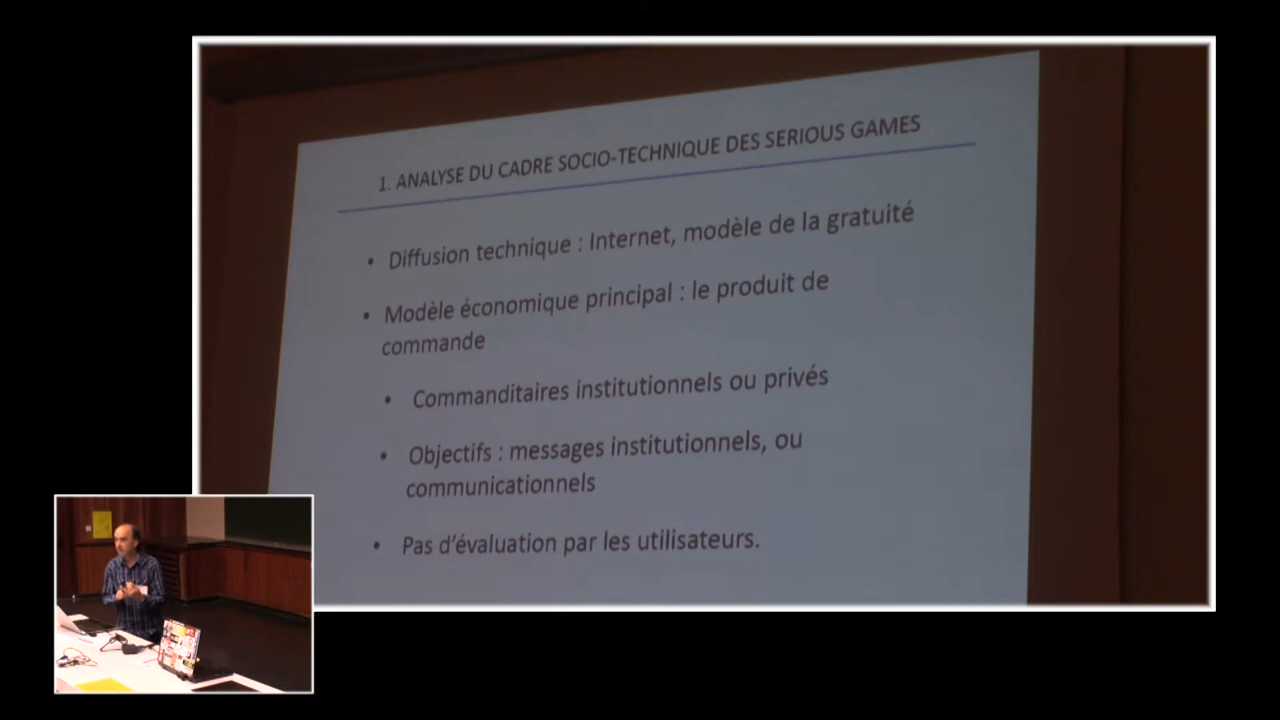 1. ANALYSE DU CADRE SOCIO-TECHNIQUE DES SERIOUS GAMES
• Diffusion technique : Internet, modèle de la gratuité
• Modèle économique principal : le produit de
commande
• Commanditaires institutionnels ou privés
• Objectifs : messages institutionnels, ou
communicationnels
• Pas d'évaluation par les utilisateurs.